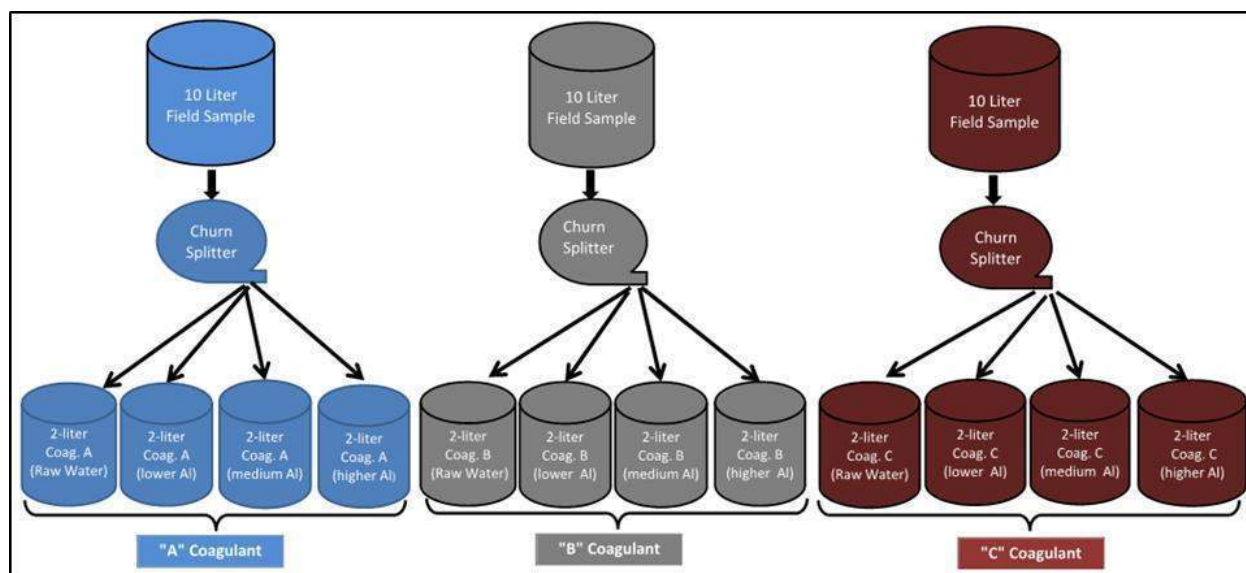 10 Liter
Field Sample
10 Liter
Field Sample
10 Liter
Field Sample
Churn
Splitter
Churn
Splitter
Churn
Splitter
2-liter
Coag. A
(Raw Water)
2-liter
Coag. A
(lower Al)
2-liter
Coag. A
(medium Al)
2-liter
Coag. A
(higher Al)
2-liter
Coag. B
(Raw Water)
2-liter
Coag. B
(lower Al)
2-liter
Coag. B
(medium Al)
2-liter
Coag. B
(higher Al)
2-liter
Coag. C
(Raw Water)
2-liter
Coag. C
(lower Al)
2-liter
Coag. C
(medium Al)
2-liter
Coag. C
(higher Al)
"A" Coagulant
"B" Coagulant
"C" Coagulant